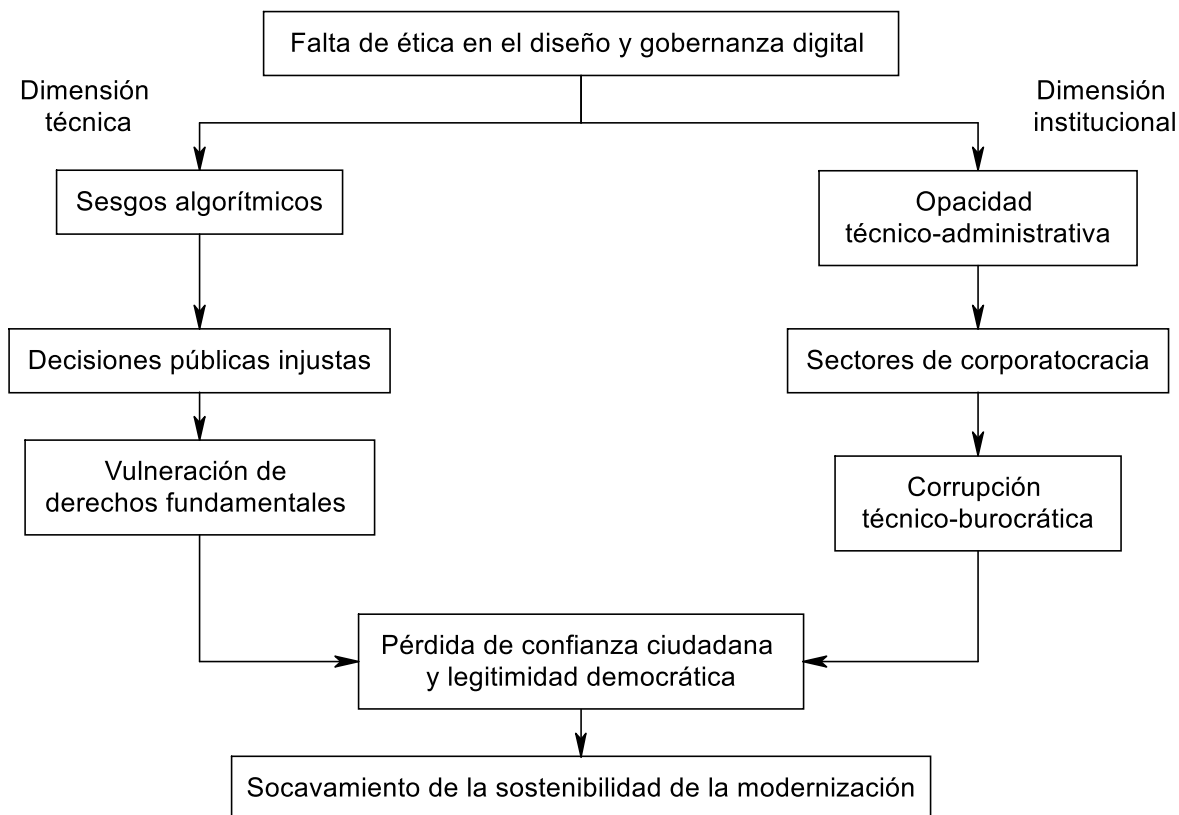 Falta de ética en el diseño y gobernanza digital
Dimensión
técnica
Dimensión
institucional
Sesgos algorítmicos
Opacidad
técnico-administrativa
Decisiones públicas injustas
Sectores de corporatocracia
Vulneración de
derechos fundamentales
Corrupción
técnico-burocrática
Pérdida de confianza ciudadana
y legitimidad democrática
Socavamiento de la sostenibilidad de la modernización